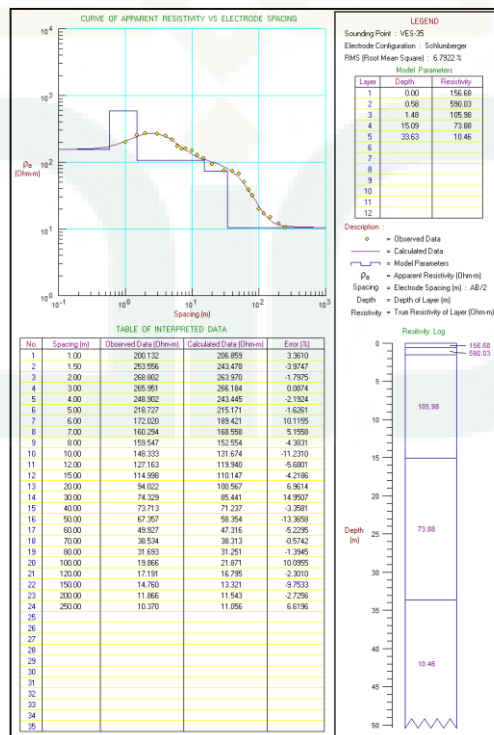 CURVE OF APPARENT RESISTIVITY VS ELECTRODE SPACING
10^4
10^3
10^2
10^1
10^0
ρa
(Ohm-m)
10^-1
10^0
10^1
10^2
10^3
Spacing (m)
TABLE OF INTERPRETED DATA
No. Spacing (m) Observed Data (Ohm-m) Calculated Data (Ohm-m) Error (%)
1 1.00 200.132 206.859 3.3610
2 1.50 253.556 243.478 -3.9747
3 2.00 268.802 263.970 -1.7975
4 3.00 265.951 266.184 0.0874
5 4.00 248.902 243.445 -2.1924
6 5.00 218.727 215.171 -1.6261
7 6.00 172.020 189.421 10.1155
8 7.00 160.294 168.558 5.1558
9 8.00 159.547 152.554 -4.3831
10 10.00 148.333 131.674 -11.2310
11 12.00 127.163 119.940 -5.6801
12 15.00 114.998 110.147 -4.2186
13 20.00 94.022 100.567 6.9614
14 30.00 74.329 85.441 14.9507
15 40.00 73.713 71.237 -3.3581
16 50.00 67.357 58.354 -13.3658
17 60.00 49.927 47.316 -5.2295
18 70.00 38.534 38.313 -0.5742
19 80.00 31.693 31.251 -1.3945
20 100.00 19.866 21.871 10.0955
21 120.00 17.191 16.795 -2.3010
22 150.00 14.760 13.321 -9.7533
23 200.00 11.866 11.543 -2.7256
24 250.00 10.370 11.056 6.6196
25
26
27
28
29
30
31
32
33
34
35
LEGEND
Sounding Point : VES-35
Electrode Configuration : Schlumberger
RMS (Root Mean Square) : 6.7922 %
Model Parameters
Layer Depth Resistivity
1 0.00 156.68
2 0.58 590.03
3 1.48 105.98
4 15.09 73.88
5 33.63 10.46
6
7
8
9
10
11
12
Description :
= Observed Data
= Calculated Data
= Model Parameters
ρa = Apparent Resistivity (Ohm-m)
Spacing = Electrode Spacing (m) : AB/2
Depth = Depth of Layer (m)
Resistivity = True Resistivity of Layer (Ohm-m)
Resitivity Log
0
5
10
15
20
25
30
35
40
45
50
Depth
(m)
156.68
590.03
105.98
73.88
10.46